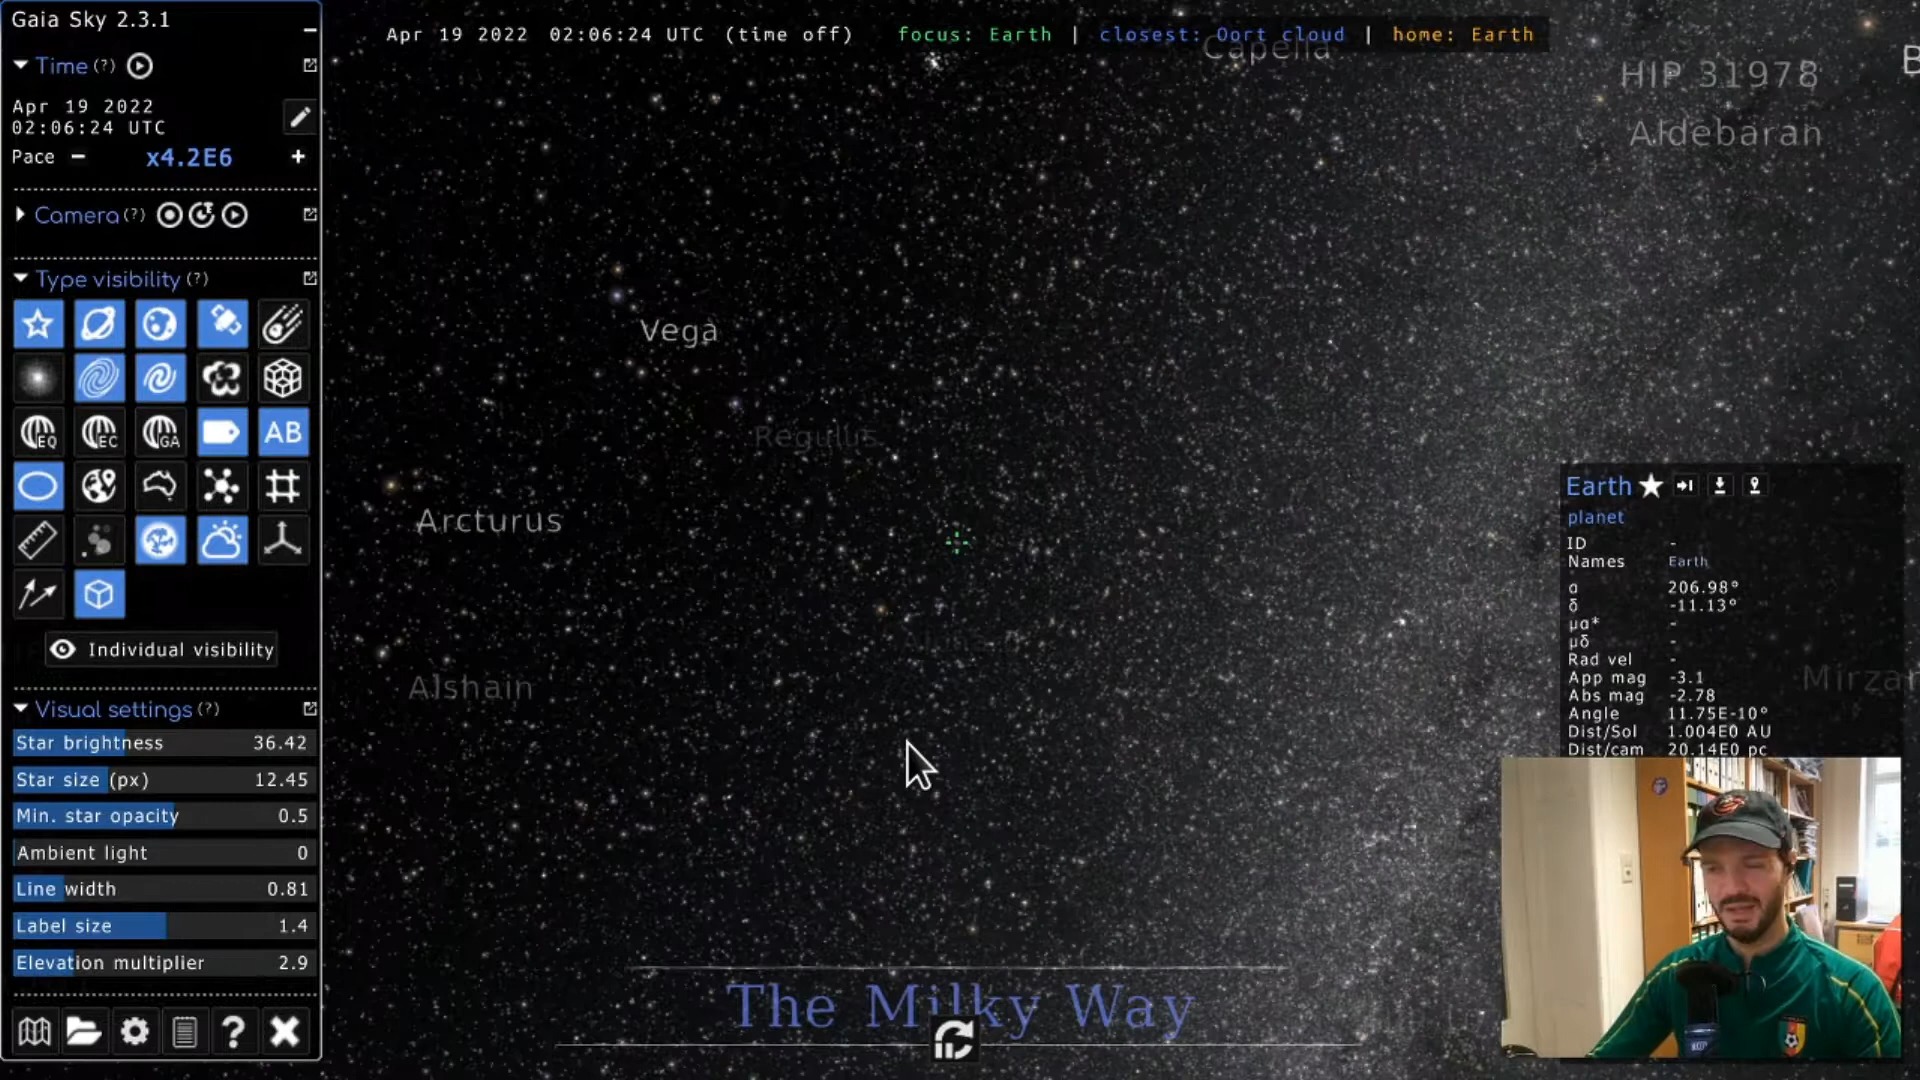 Gaia Sky 2.3.1
Time (?)
Apr 19 2022
02:06:24 UTC
Pace - x4.2E6 +
Camera (?)
Type visibility (?)
EQ EC GA AB
Individual visibility
Visual settings (?)
Star brightness 36.42
Star size (px) 12.45
Min. star opacity 0.5
Ambient light 0
Line width 0.81
Label size 1.4
Elevation multiplier 2.9
Apr 19 2022 02:06:24 UTC (time off) focus: Earth | closest: Oort cloud | home: Earth
Capella
HIP 31978
B
Aldebaran
Vega
Regulus
Arcturus
Alshain
The Milky Way
Earth
planet
ID -
Names Earth
α 206.98°
δ -11.13°
μα* -
μδ -
Rad vel -
App mag -3.1
Abs mag -2.78
Angle 11.75E-10°
Dist/Sol 1.004E0 AU
Dist/cam 20.14E0 pc